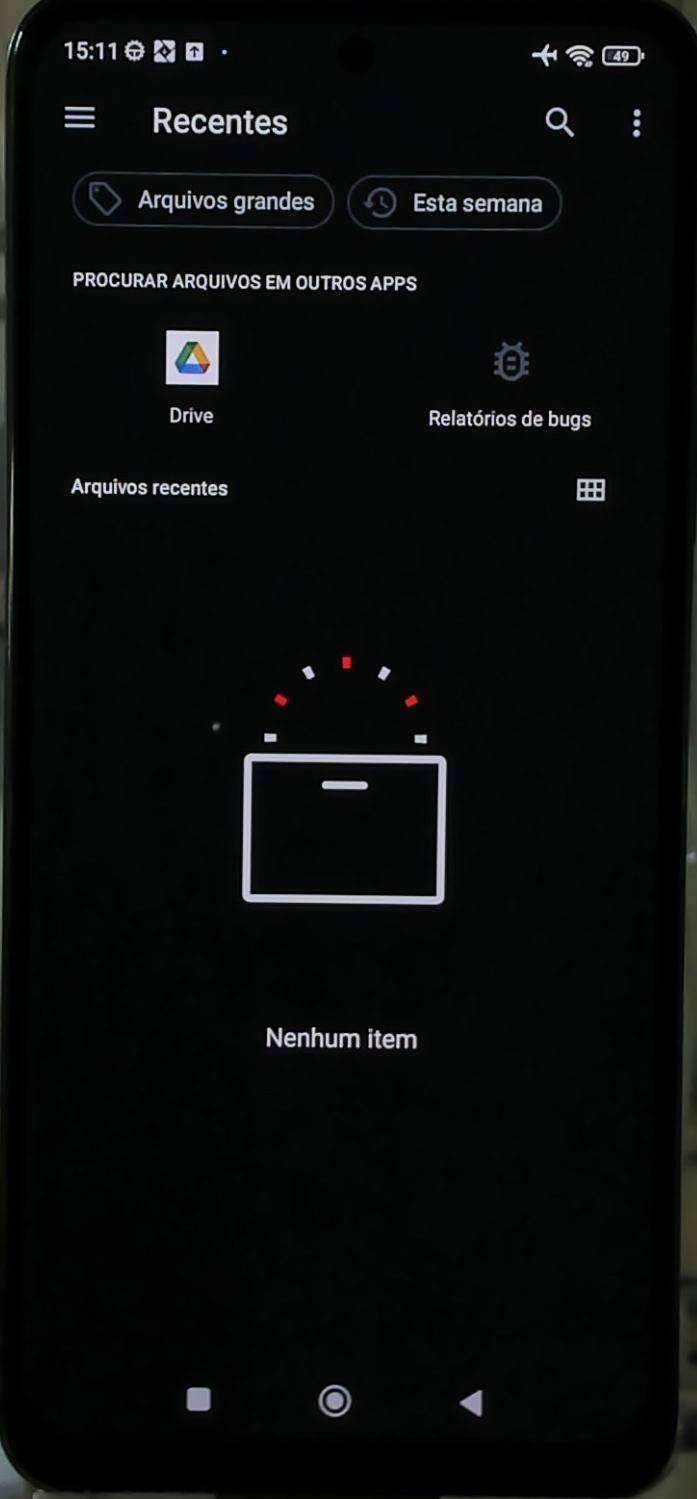 15:11
49
Recentes
Arquivos grandes
Esta semana
PROCURAR ARQUIVOS EM OUTROS APPS
Drive
Relatórios de bugs
Arquivos recentes
Nenhum item